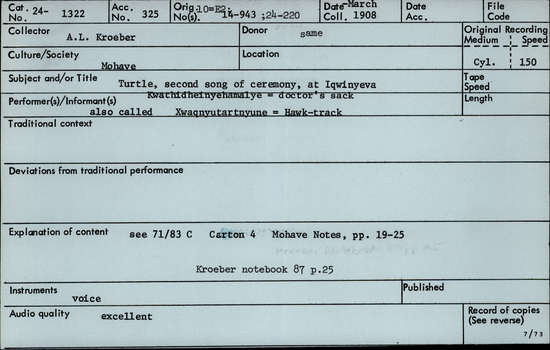 Cat. No. 24- 1322 Acc. No. 325 Orig. No(s). 10=E2; 14-943 ;24-220 Date Coll. March 1908 Date Acc. File Code
Collector A.L. Kroeber Donor same Original Recording Medium Cyl. Speed 150
Culture/Society Mohave Location
Subject and/or Title Turtle, second song of ceremony, at Iqwinyeva Tape Speed
Performer(s)/Informant(s) Kwathidheinyehamalye = doctor's sack Length
also called Xwaqnyutartnyune = Hawk-track
Traditional context
Deviations from traditional performance
Explanation of content see 71/83 C Carton 4 Mohave Notes, pp. 19-25
Kroeber notebook 87 p.25
Instruments voice Published
Audio quality excellent Record of copies (See reverse)
7/73